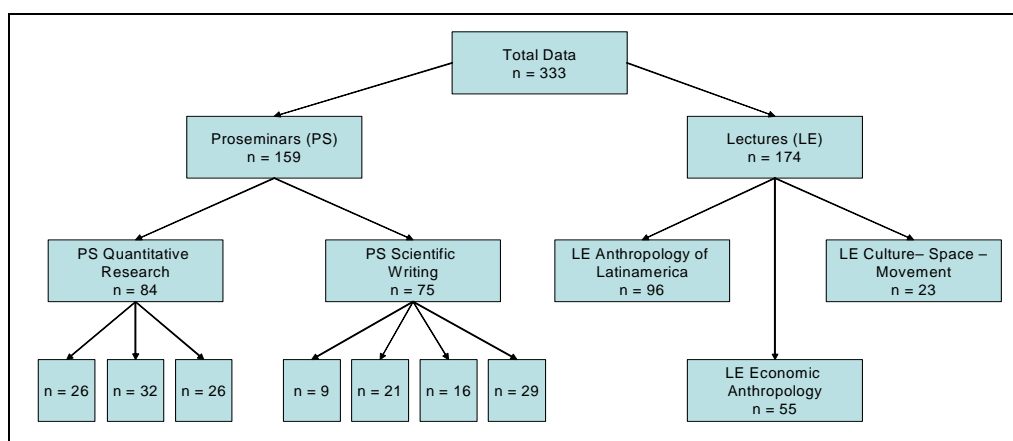 Total Data
n = 333
Proseminars (PS)
n = 159
Lectures (LE)
n = 174
PS Quantitative
Research
n = 84
PS Scientific
Writing
n = 75
LE Anthropology of
Latinamerica
n = 96
LE Culture– Space –
Movement
n = 23
n = 26
n = 32
n = 26
n = 9
n = 21
n = 16
n = 29
LE Economic
Anthropology
n = 55